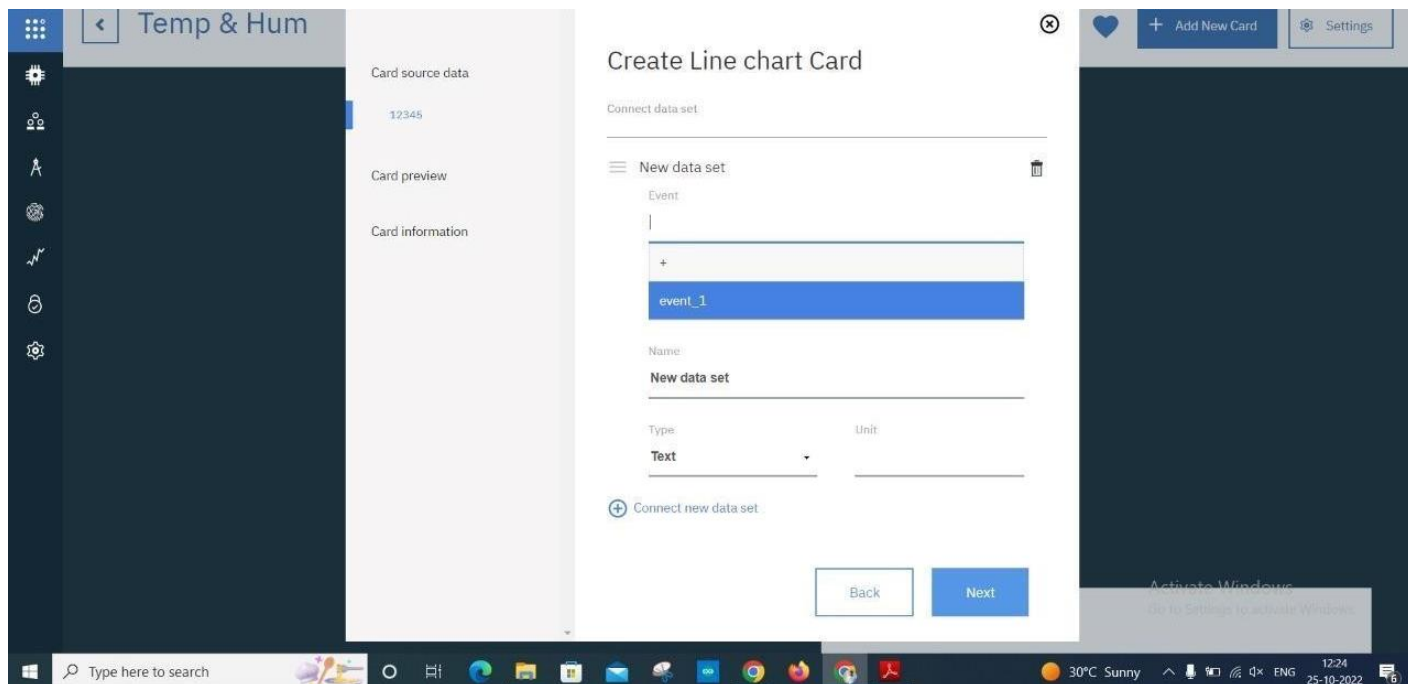 Temp & Hum
+ Add New Card
Settings
Card source data
12345
Card preview
Card information
Create Line chart Card
Connect data set
New data set
Event
+
event_1
Name
New data set
Type
Unit
Text
Connect new data set
Back
Next
Activate Windows
Go to Settings to activate Windows.
Type here to search
30°C Sunny
ENG
12:24
25-10-2022
6